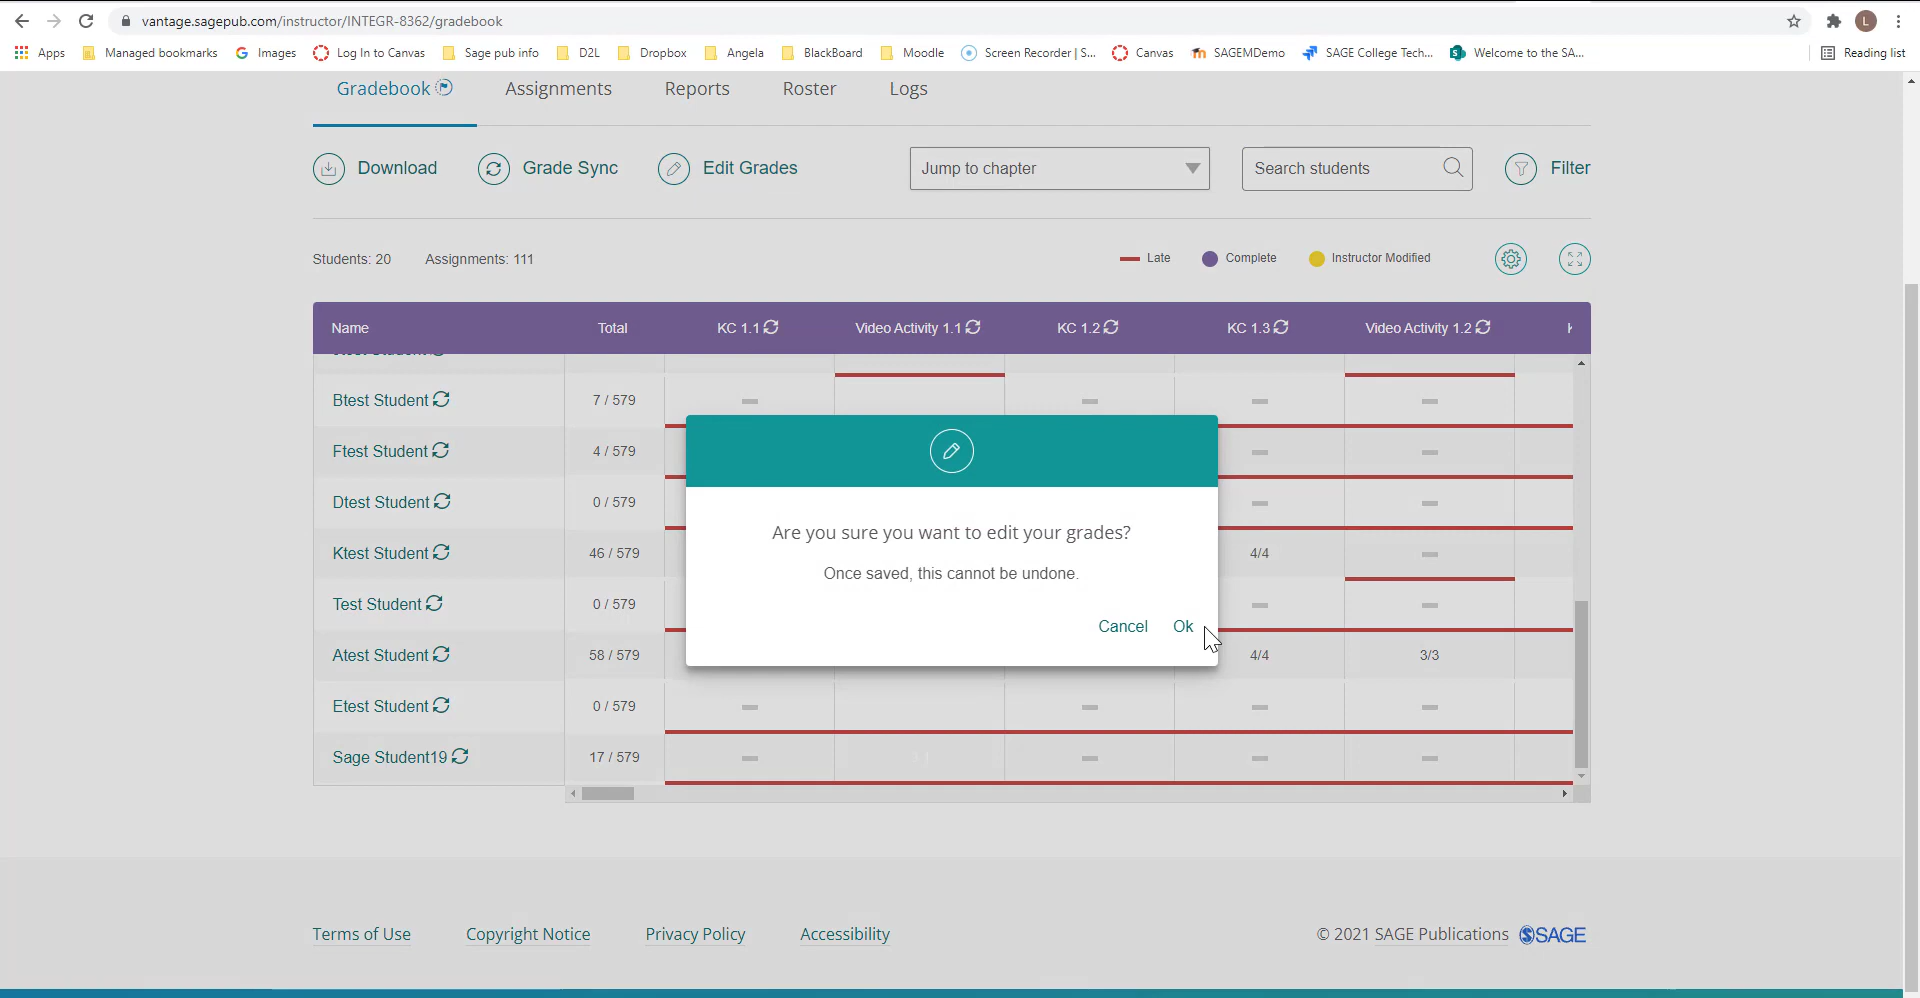 vantage.sagepub.com/instructor/INTEGR-8362/gradebook
L
Apps Managed bookmarks Images Log In to Canvas Sage pub info D2L Dropbox Angela BlackBoard Moodle Screen Recorder | S... Canvas SAGEMDemo SAGE College Tech... Welcome to the SA... Reading list
Gradebook Assignments Reports Roster Logs
Download Grade Sync Edit Grades Jump to chapter Search students Filter
Students: 20 Assignments: 111 Late Complete Instructor Modified
Name Total KC 1.1 Video Activity 1.1 KC 1.2 KC 1.3 Video Activity 1.2
Btest Student 7 / 579
Ftest Student 4 / 579
Dtest Student 0 / 579
Ktest Student 46 / 579 4/4
Test Student 0 / 579
Atest Student 58 / 579 4/4 3/3
Etest Student 0 / 579
Sage Student19 17 / 579
Are you sure you want to edit your grades?
Once saved, this cannot be undone.
Cancel Ok
Terms of Use Copyright Notice Privacy Policy Accessibility © 2021 SAGE Publications SAGE